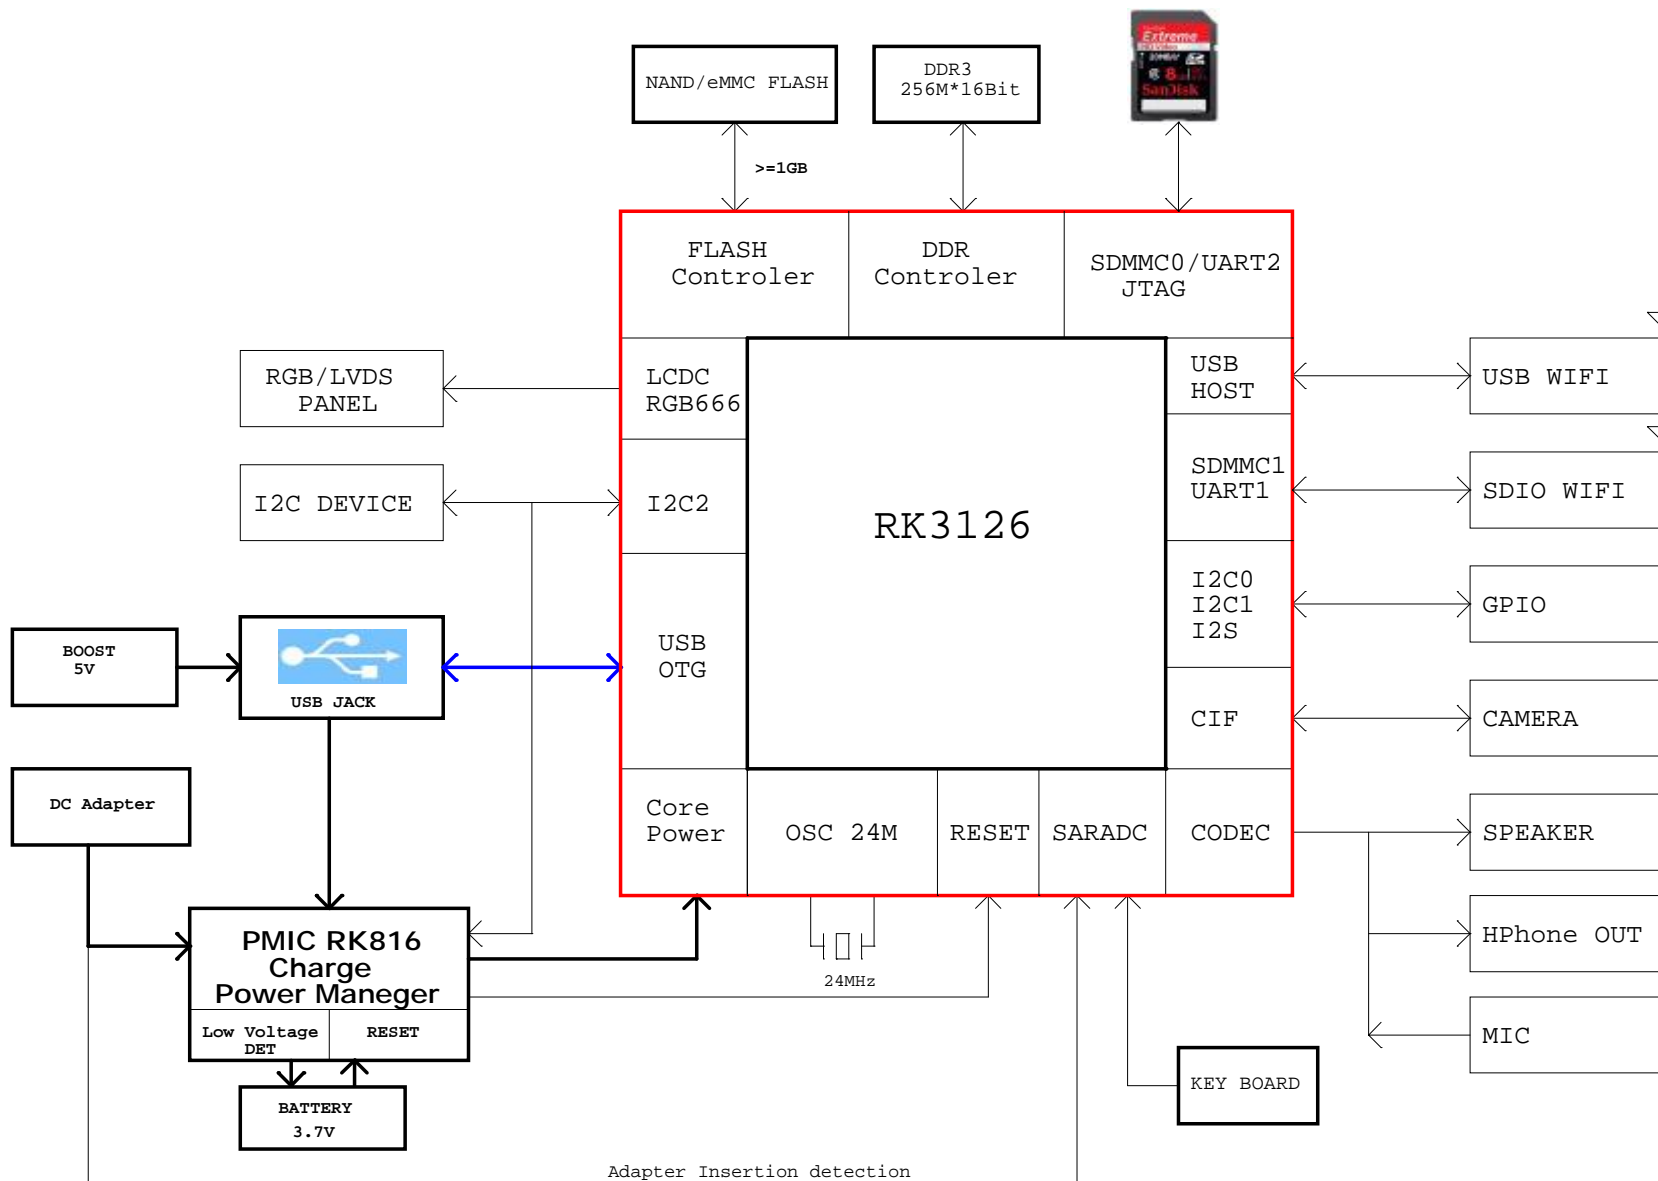 Extreme
SanDisk
NAND/eMMC FLASH
DDR3
256M*16Bit
>=1GB
FLASH
Controler
DDR
Controler
SDMMC0/UART2
JTAG
RGB/LVDS
PANEL
LCDC
RGB666
USB
HOST
USB WIFI
I2C DEVICE
I2C2
RK3126
SDMMC1
UART1
SDIO WIFI
I2C0
I2C1
I2S
GPIO
BOOST
5V
USB JACK
USB
OTG
CIF
CAMERA
DC Adapter
Core
Power
OSC 24M
RESET
SARADC
CODEC
SPEAKER
PMIC RK816
Charge
Power Maneger
HPhone OUT
24MHz
Low Voltage
DET
RESET
MIC
KEY BOARD
BATTERY
3.7V
Adapter Insertion detection